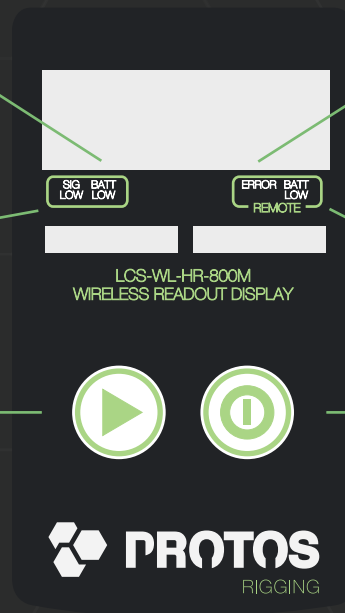 SIG BATT
LOW LOW
ERROR BATT
LOW
REMOTE
LCS-WL-HR-800M
WIRELESS READOUT DISPLAY
PROTOS
RIGGING